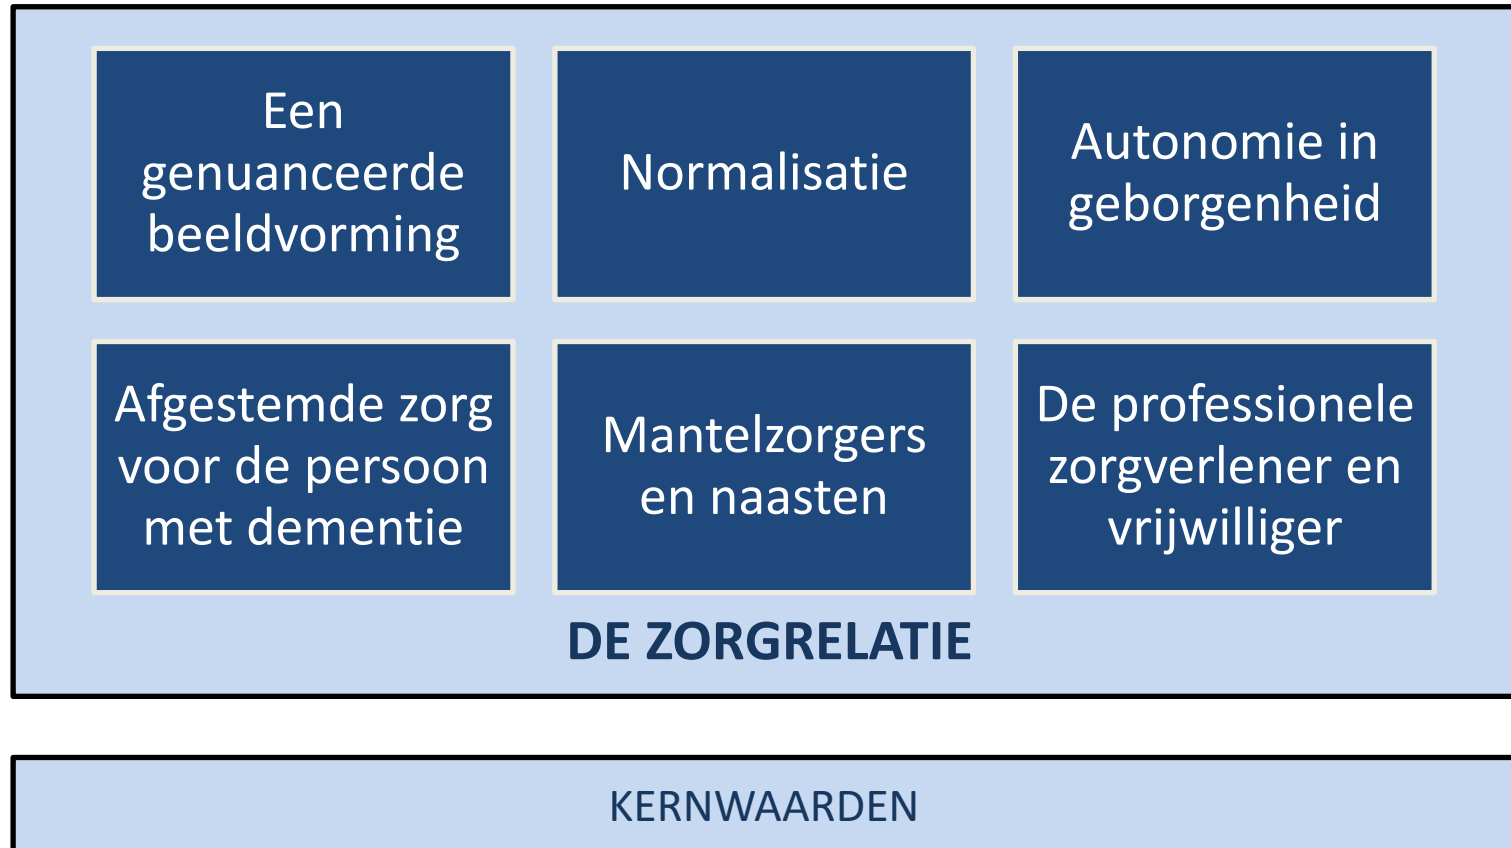 Een
genuanceerde
beeldvorming
Normalisatie
Autonomie in
geborgenheid
Afgestemde zorg
voor de persoon
met dementie
Mantelzorgers
en naasten
De professionele
zorgverlener en
vrijwilliger
DE ZORGRELATIE
KERNWAARDEN